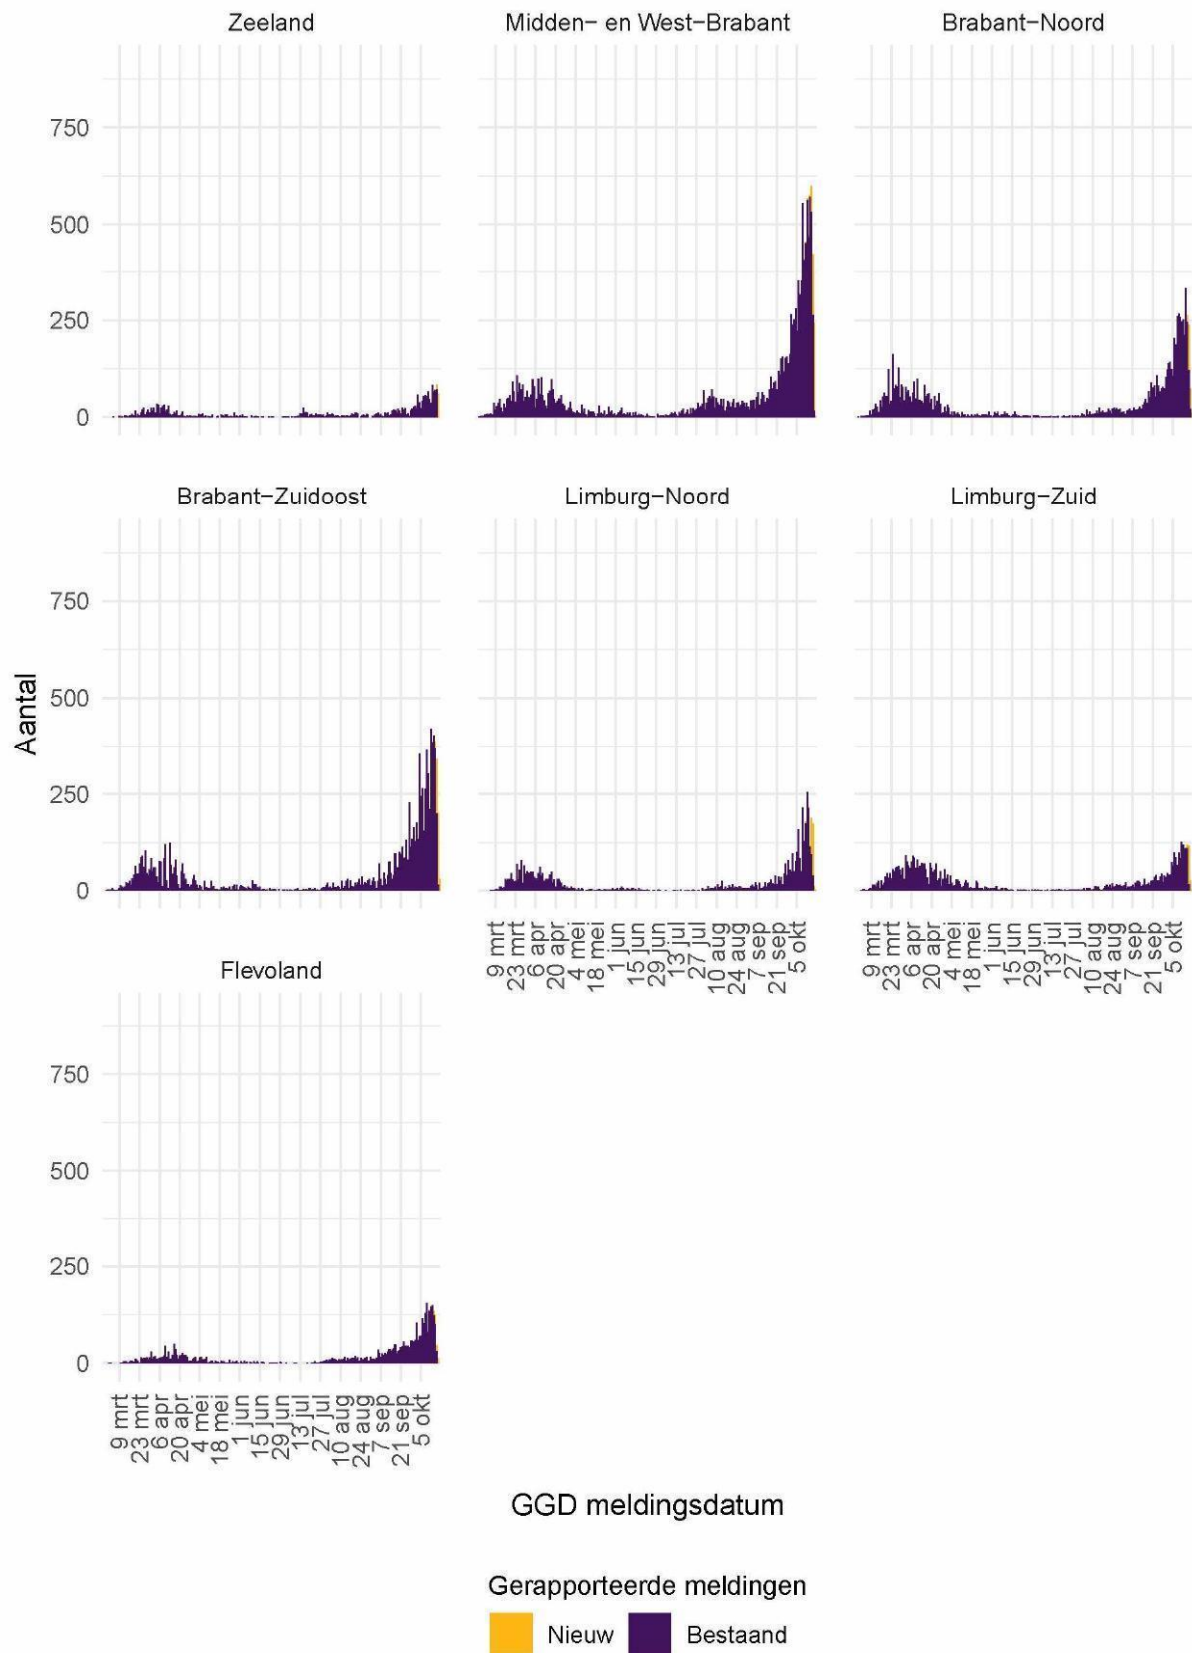 Zeeland
Midden- en West-Brabant
Brabant-Noord
750
500
250
0
Brabant-Zuidoost
Limburg-Noord
Limburg-Zuid
Aantal
750
500
250
0
9 mrt
23 mrt
6 apr
20 apr
4 mei
18 mei
1 jun
15 jun
29 jun
13 jul
27 jul
10 aug
24 aug
7 sep
21 sep
5 okt
9 mrt
23 mrt
6 apr
20 apr
4 mei
18 mei
1 jun
15 jun
29 jun
13 jul
27 jul
10 aug
24 aug
7 sep
21 sep
5 okt
Flevoland
750
500
250
0
9 mrt
23 mrt
6 apr
20 apr
4 mei
18 mei
1 jun
15 jun
29 jun
13 jul
27 jul
10 aug
24 aug
7 sep
21 sep
5 okt
GGD meldingsdatum
Gerapporteerde meldingen
Nieuw
Bestaand